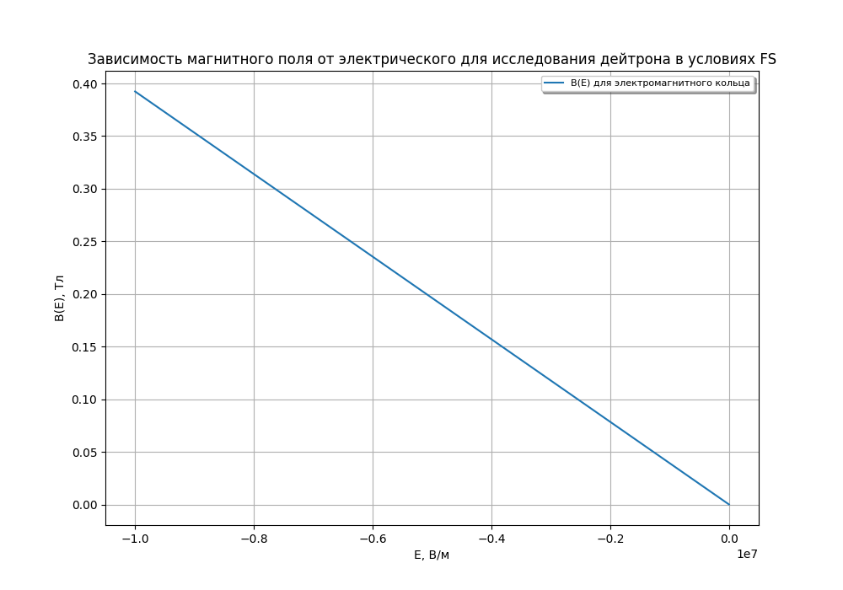 Зависимость магнитного поля от электрического для исследования дейтрона в условиях FS
B(E) для электромагнитного кольца
0.40
0.35
0.30
0.25
0.20
0.15
0.10
0.05
0.00
B(E), Тл
−1.0 −0.8 −0.6 −0.4 −0.2 0.0
1e7
E, В/м